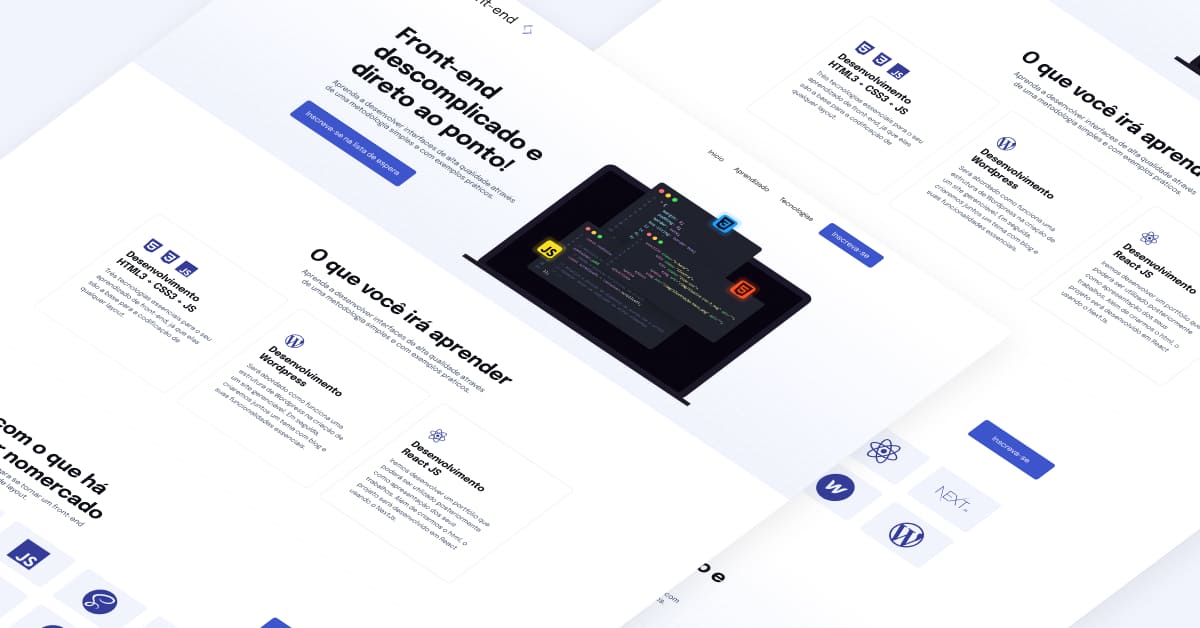 nt-end
Front-end
descomplicado e
direto ao ponto!
Aprenda a desenvolver interfaces de alta qualidade através
de uma metodologia simples e com exemplos práticos.
Inscreva-se na lista de espera
Início
Aprendizado
Tecnologias
Inscreva-se
JS
O que você irá aprender
Aprenda a desenvolver interfaces de alta qualidade através
de uma metodologia simples e com exemplos práticos.
JS
Desenvolvimento
HTML3 + CSS3 + JS
Três tecnologias essenciais para o seu
aprendizado de front-end, já que elas
são a base para a codificação de
qualquer layout.
Desenvolvimento
Wordpress
Será abordado como funciona uma
estrutura de Wordpress na criação de
um site gerenciável. Em seguida,
criaremos juntos um tema com blog e
suas funcionalidades essenciais.
Desenvolvimento
React JS
Iremos desenvolver um portfólio que
poderá ser utilizado posteriormente
como apresentação dos seus
trabalhos. Além de criarmos o html, o
projeto será desenvolvido em React
usando o NextJs.
com o que há
r no mercado
ara se tornar um front-end
de layout.
JS
O que você irá aprend
Aprenda a desenvolver interfaces de alta qualidade através
de uma metodologia simples e com exemplos práticos.
JS
Desenvolvimento
HTML3 + CSS3 + JS
Três tecnologias essenciais para o seu
aprendizado de front-end, já que elas
são a base para a codificação de
qualquer layout.
Desenvolvimento
Wordpress
Será abordado como funciona uma
estrutura de Wordpress na criação de
um site gerenciável. Em seguida,
criaremos juntos um tema com blog e
suas funcionalidades essenciais.
Desenvolvimento
React JS
Iremos desenvolver um portfólio que
poderá ser utilizado posteriormente
como apresentação dos seus
trabalhos. Além de criarmos o html, o
projeto será desenvolvido em React
usando o NextJs.
Inscreva-se
W
NEXT.JS
o e
com